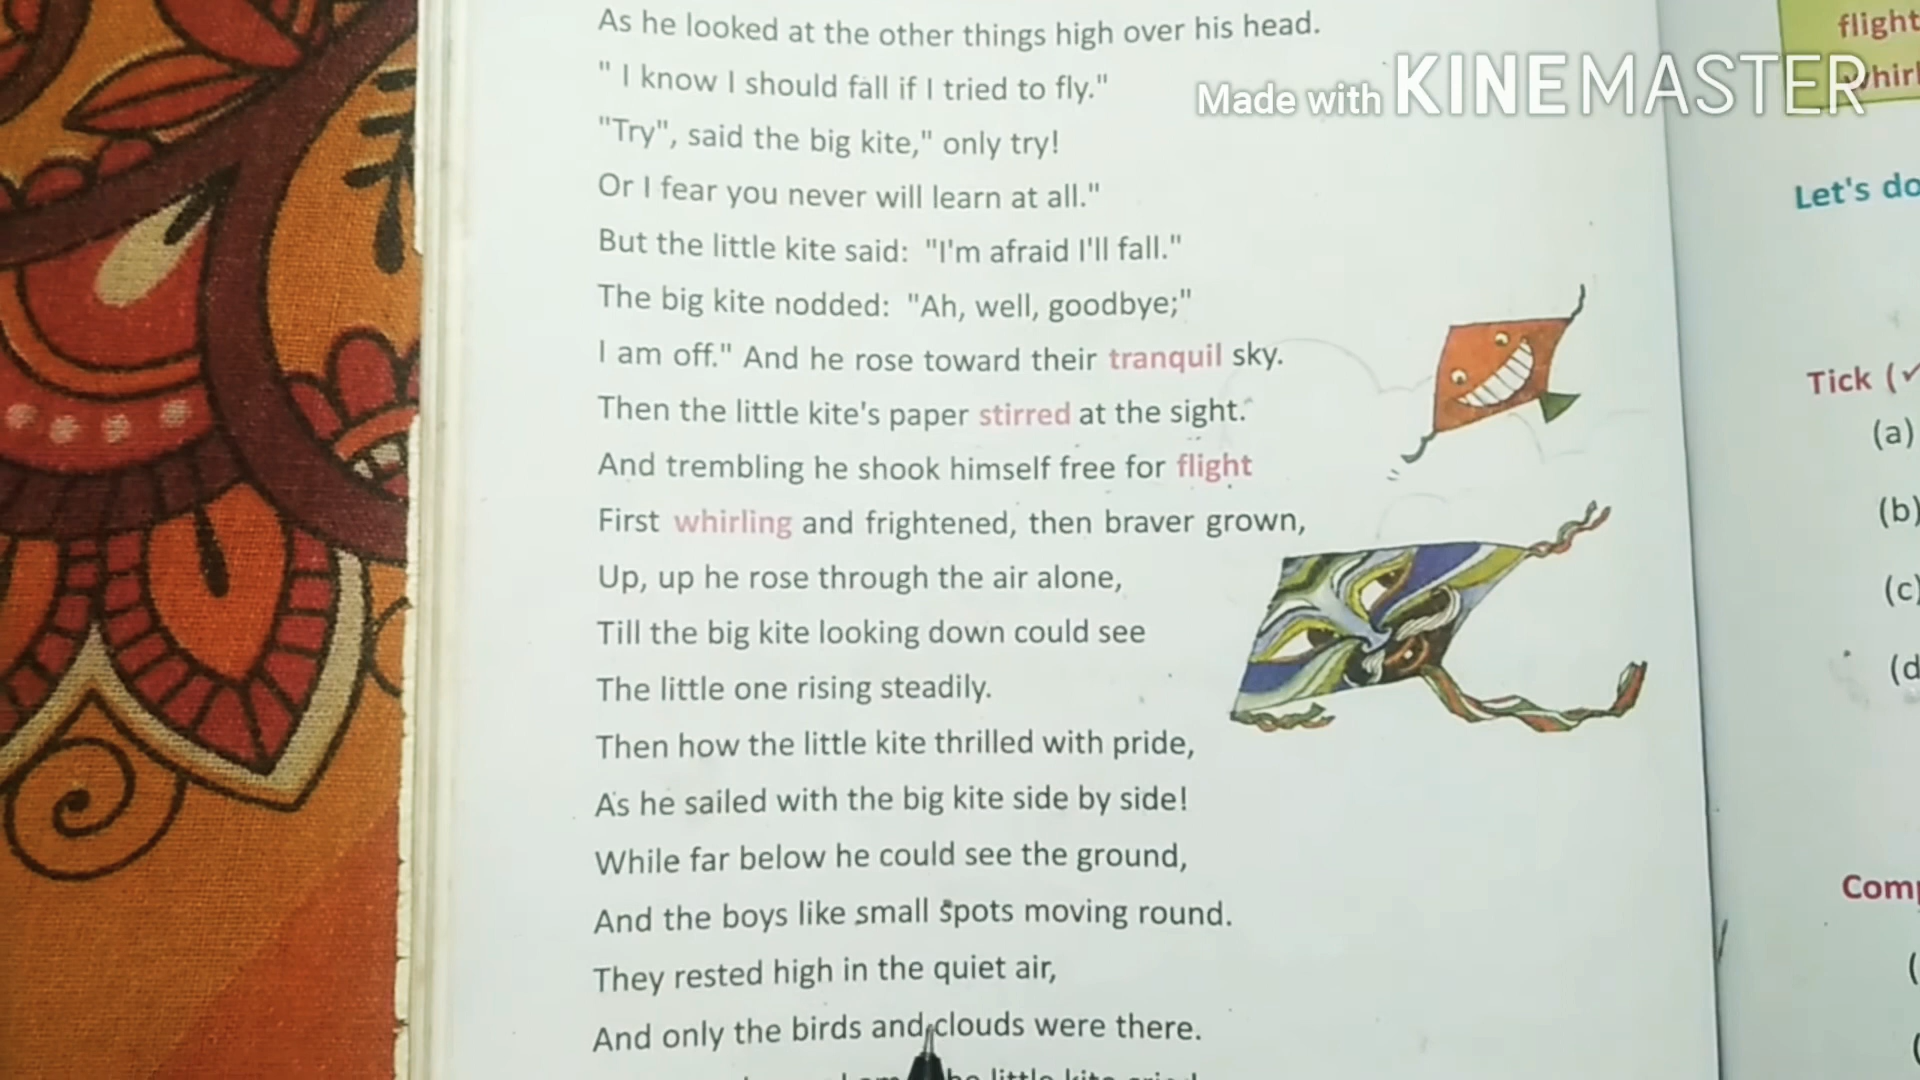 As he looked at the other things high over his head.
" I know I should fall if I tried to fly."
"Try", said the big kite," only try!
Or I fear you never will learn at all."
But the little kite said: "I'm afraid I'll fall."
The big kite nodded: "Ah, well, goodbye;"
I am off." And he rose toward their tranquil sky.
Then the little kite's paper stirred at the sight.
And trembling he shook himself free for flight
First whirling and frightened, then braver grown,
Up, up he rose through the air alone,
Till the big kite looking down could see
The little one rising steadily.
Then how the little kite thrilled with pride,
As he sailed with the big kite side by side!
While far below he could see the ground,
And the boys like small spots moving round.
They rested high in the quiet air,
And only the birds and clouds were there.
little kite cried
Made with KINEMASTER
flight
Let's do
Tick (✓
(a)
(b)
(c)
(d